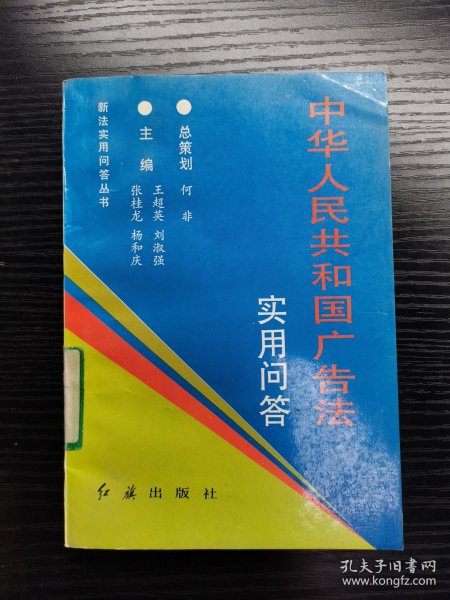 中华人民共和国广告法
实用问答
●总策划 何非
●主编 王超英 刘淑强
张桂龙 杨和庆
新法实用问答丛书
红旗出版社
孔夫子旧书网
www.kongfz.com